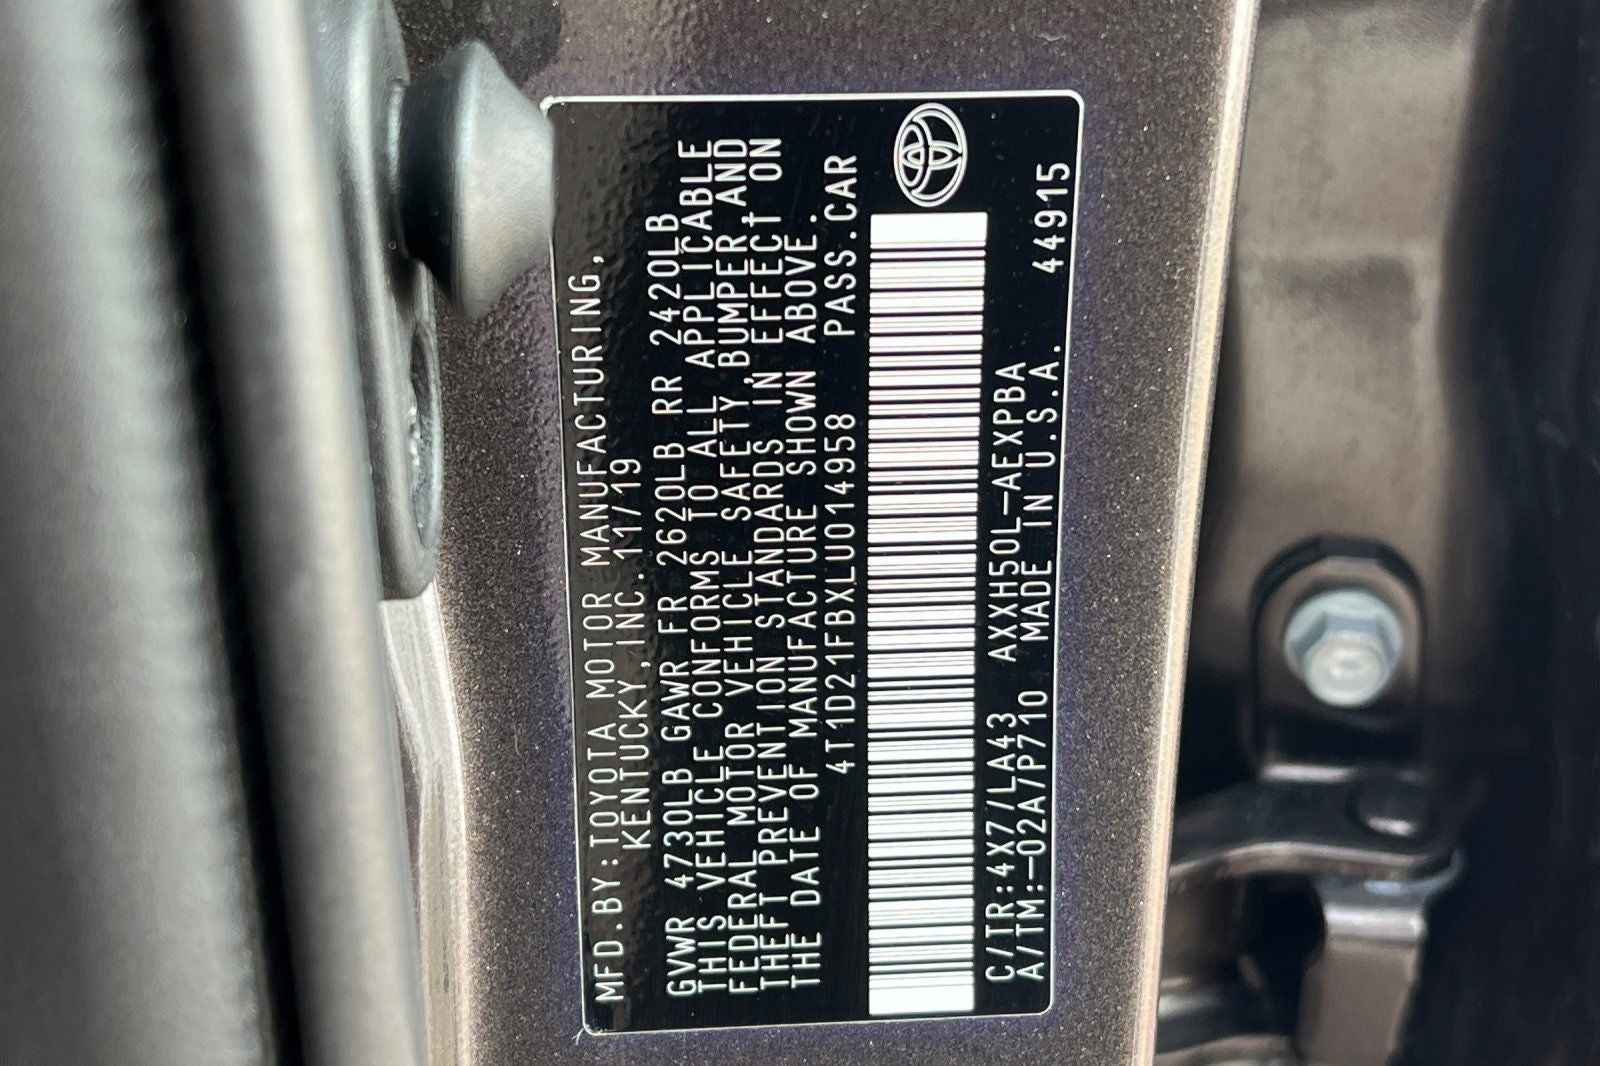 MFD.BY:TOYOTA MOTOR MANUFACTURING,
KENTUCKY,INC.11/19
GVWR 4730LB GAWR FR 2620LB RR 2420LB
THIS VEHICLE CONFORMS TO ALL APPLICABLE
FEDERAL MOTOR VEHICLE SAFETY,BUMPER,AND
THEFT PREVENTION STANDARDS IN EFFECT ON
THE DATE OF MANUFACTURE SHOWN ABOVE.
4T1D21FBXLU014958 PASS.CAR
C/TR:4X7/LA43 AXXH50L-AEXPBA
A/TM:-02A/P710 MADE IN U.S.A. 44915